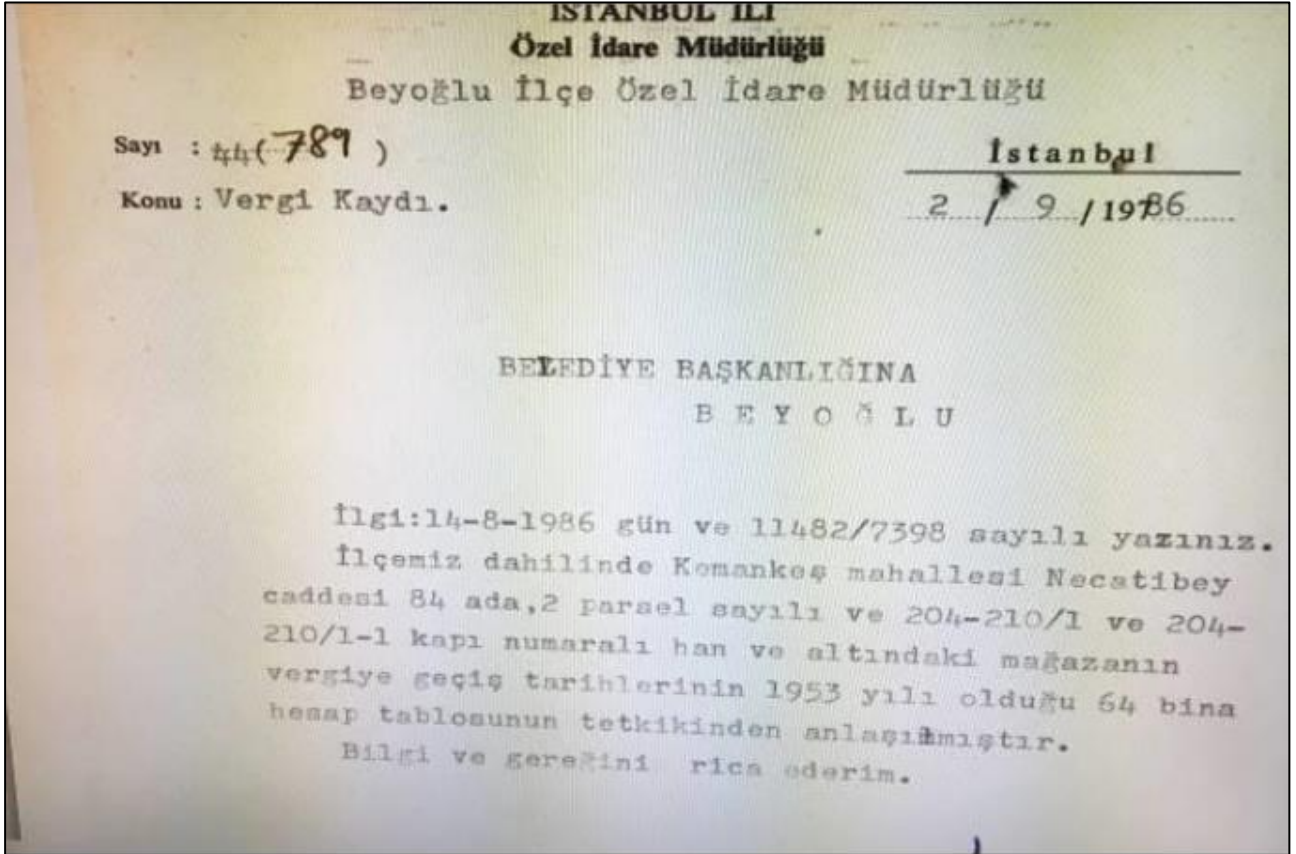 İSTANBUL İLİ
Özel İdare Müdürlüğü
Beyoğlu İlçe Özel İdare Müdürlüğü
Sayı : 44(789 )
İstanbul
Konu : Vergi Kaydı.
2 / 9 / 1986
BELEDİYE BAŞKANLIĞINA
B E Y O Ğ L U
İlgi:14-8-1986 gün ve 11482/7398 sayılı yazınız.
İlçemiz dahilinde Komankeş mahallesi Necatibey
caddesi 84 ada,2 parsel sayılı ve 204-210/1 ve 204-
210/1-1 kapı numaralı han ve altındaki mağazanın
vergiye geçiş tarihlerinin 1953 yılı olduğu 64 bina
hesap tablosunun tetkikinden anlaşılmıştır.
Bilgi ve gereğini rica ederim.